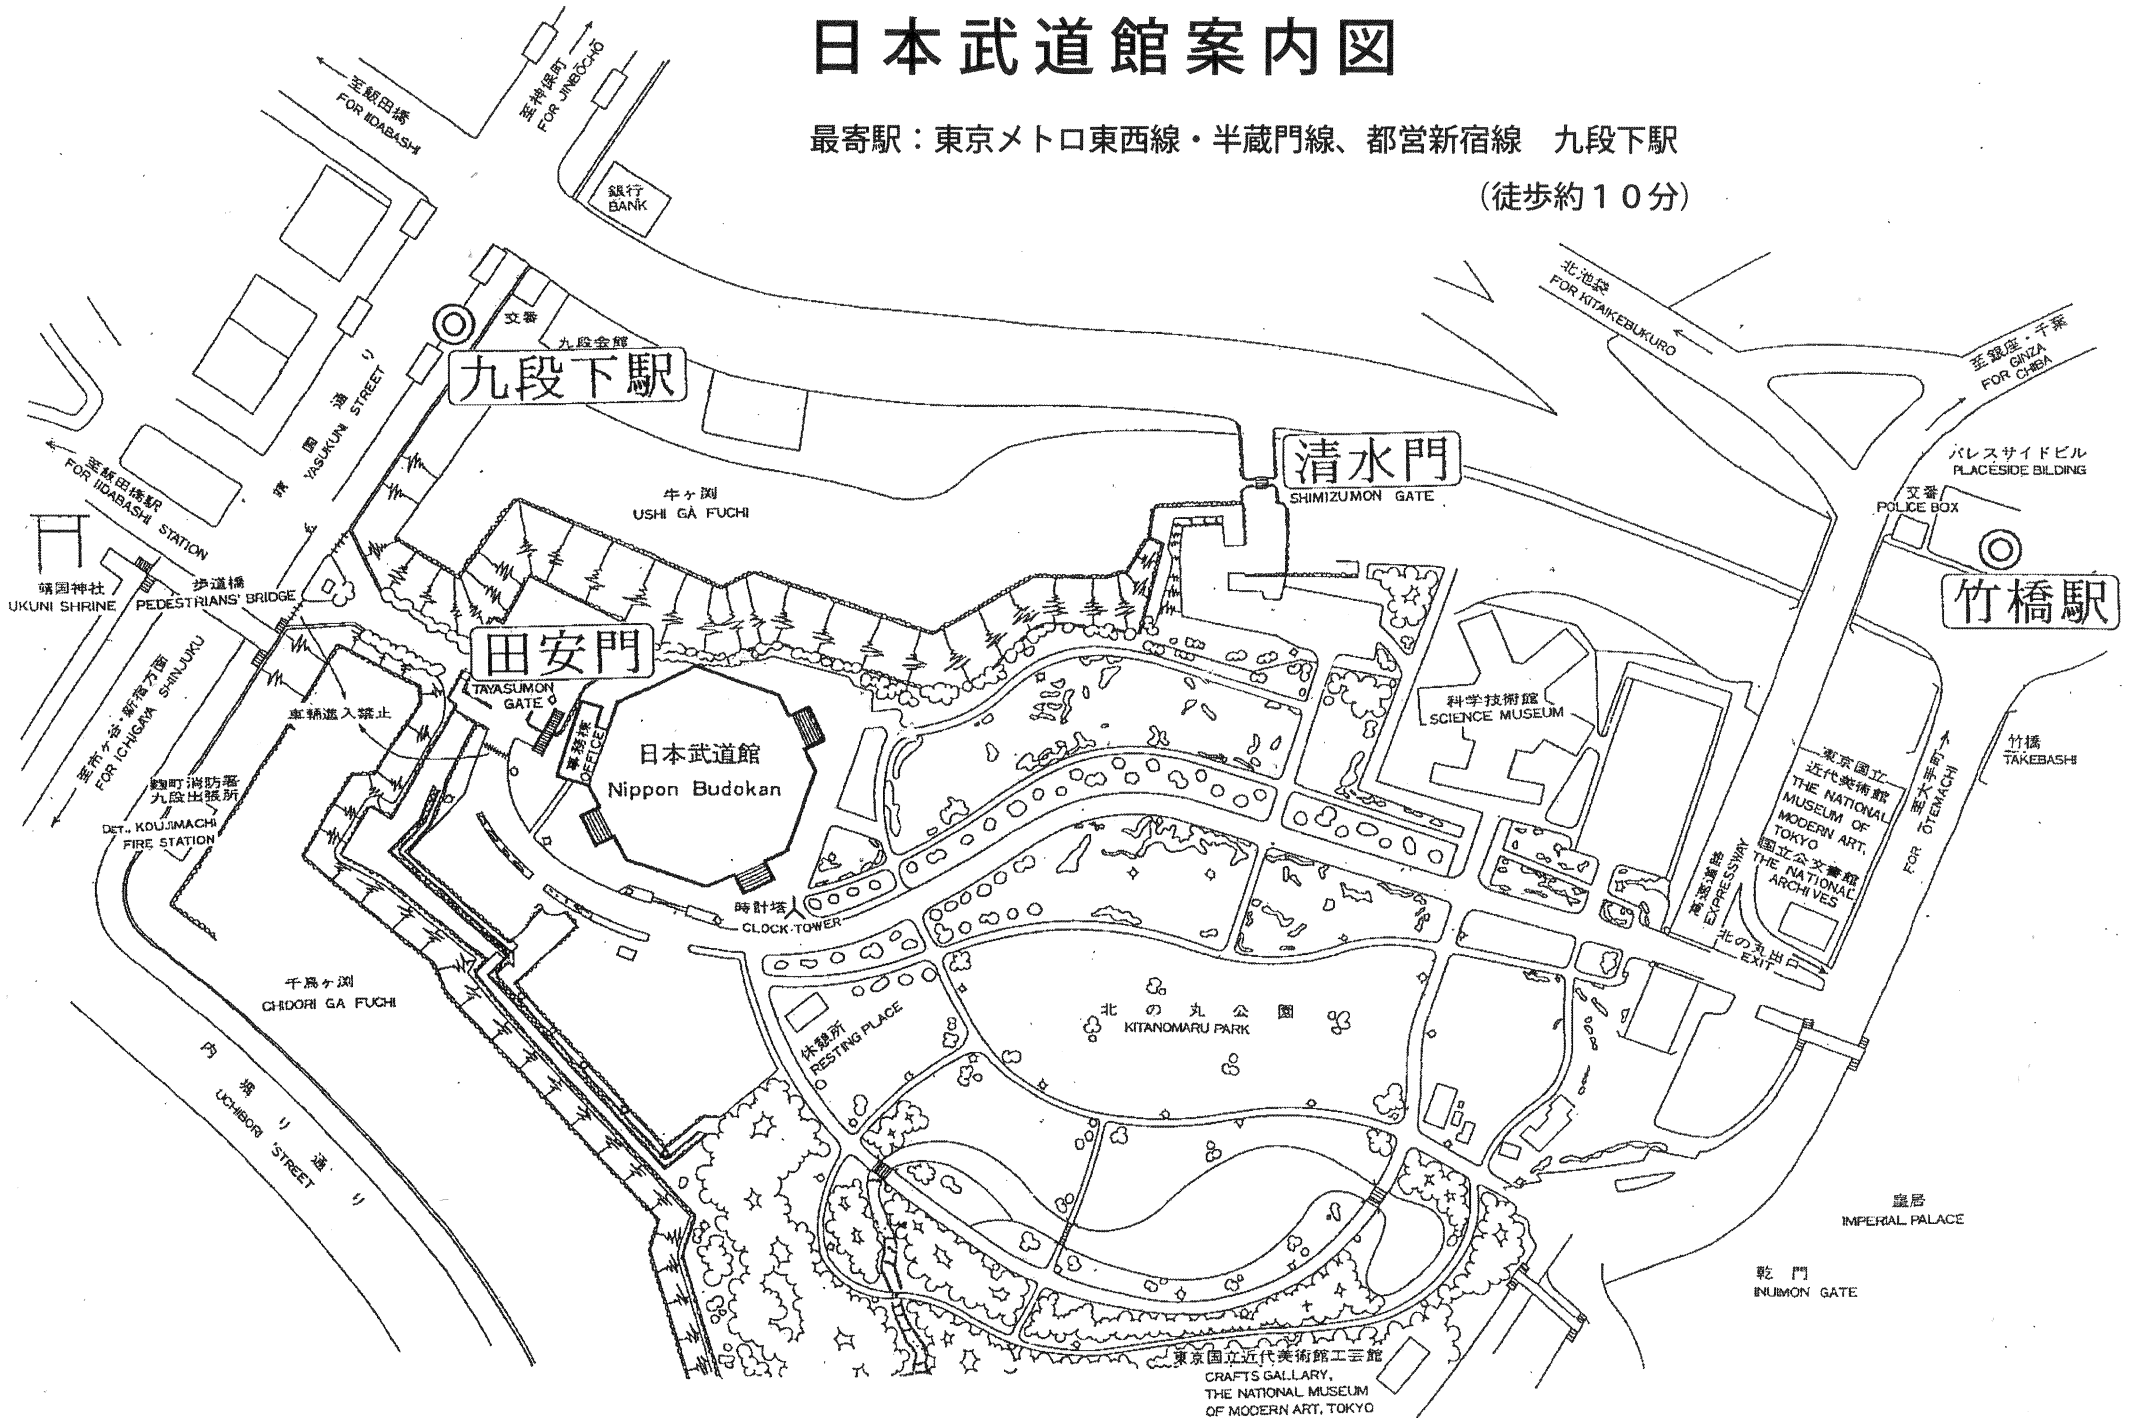 日本武道館案内図
最寄駅：東京メトロ東西線・半蔵門線、都営新宿線　九段下駅
（徒歩約１０分）
至飯田橋
FOR IIDABASHI
至神保町
FOR JINBŌCHŌ
銀行
BANK
交番
九段会館
九段下駅
靖国通り
YASUKUNI STREET
至飯田橋駅
FOR IIDABASHI STATION
靖国神社
UKUNI SHRINE
歩道橋
PEDESTRIANS' BRIDGE
牛ヶ渕
USHI GA FUCHI
清水門
SHIMIZUMON GATE
北池袋
FOR KITAIKEBUKURO
至銀座・千葉
FOR GINZA
CHIBA
パレスサイドビル
PLACESIDE BILDING
交番
POLICE BOX
竹橋駅
竹橋
TAKEBASHI
田安門
TAYASUMON
GATE
車輛進入禁止
至市ヶ谷・新宿方面
FOR ICHIGAYA SHINJUKU
麹町消防署
九段出張所
DET., KOUJIMACHI
FIRE STATION
事務棟
OFFICE
日本武道館
Nippon Budokan
時計塔
CLOCK-TOWER
科学技術館
SCIENCE MUSEUM
東京国立
近代美術館
THE NATIONAL
MUSEUM OF
MODERN ART,
TOKYO
国立公文書館
THE NATIONAL
ARCHIVES
至大手町
FOR ŌTEMACHI
高速道路
EXPRESSWAY
北の丸出口
EXIT
千鳥ヶ渕
CHIDORI GA FUCHI
内堀り通り
UCHIBORI STREET
休憩所
RESTING PLACE
北の丸公園
KITANOMARU PARK
皇居
IMPERIAL PALACE
乾門
INUIMON GATE
東京国立近代美術館工芸館
CRAFTS GALLARY,
THE NATIONAL MUSEUM
OF MODERN ART, TOKYO